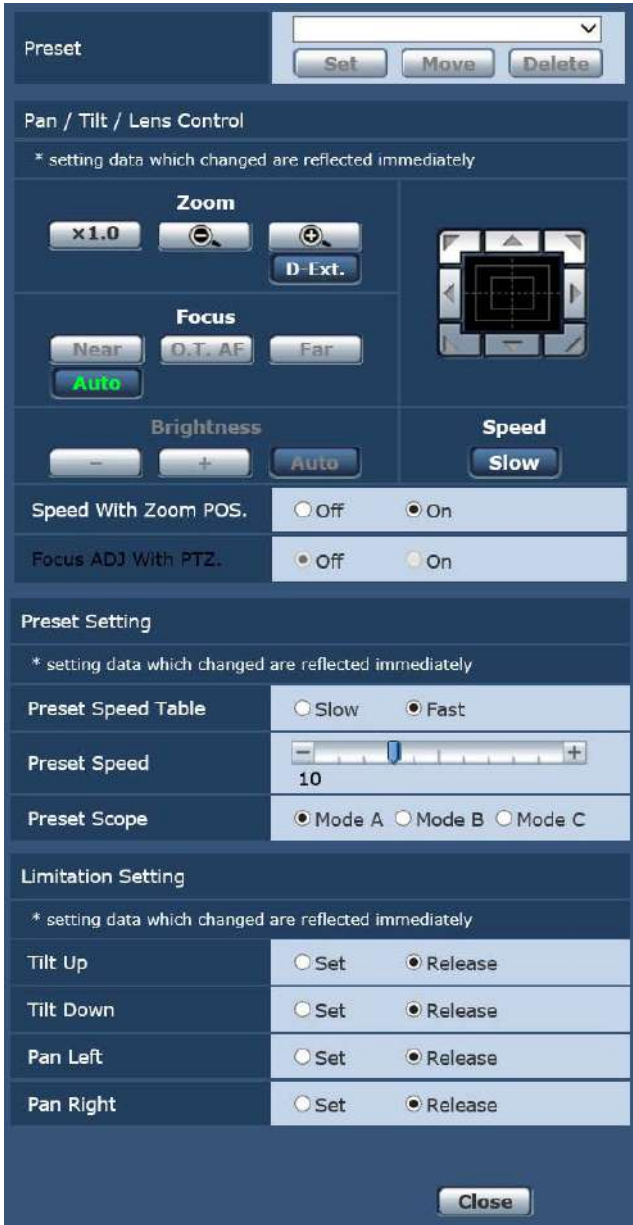 Preset
Set Move Delete
Pan / Tilt / Lens Control
* setting data which changed are reflected immediately
Zoom
×1.0
D-Ext.
Focus
Near O.T. AF Far
Auto
Brightness
- + Auto
Speed
Slow
Speed With Zoom POS. Off On
Focus ADJ With PTZ. Off On
Preset Setting
* setting data which changed are reflected immediately
Preset Speed Table Slow Fast
Preset Speed - +
10
Preset Scope Mode A Mode B Mode C
Limitation Setting
* setting data which changed are reflected immediately
Tilt Up Set Release
Tilt Down Set Release
Pan Left Set Release
Pan Right Set Release
Close